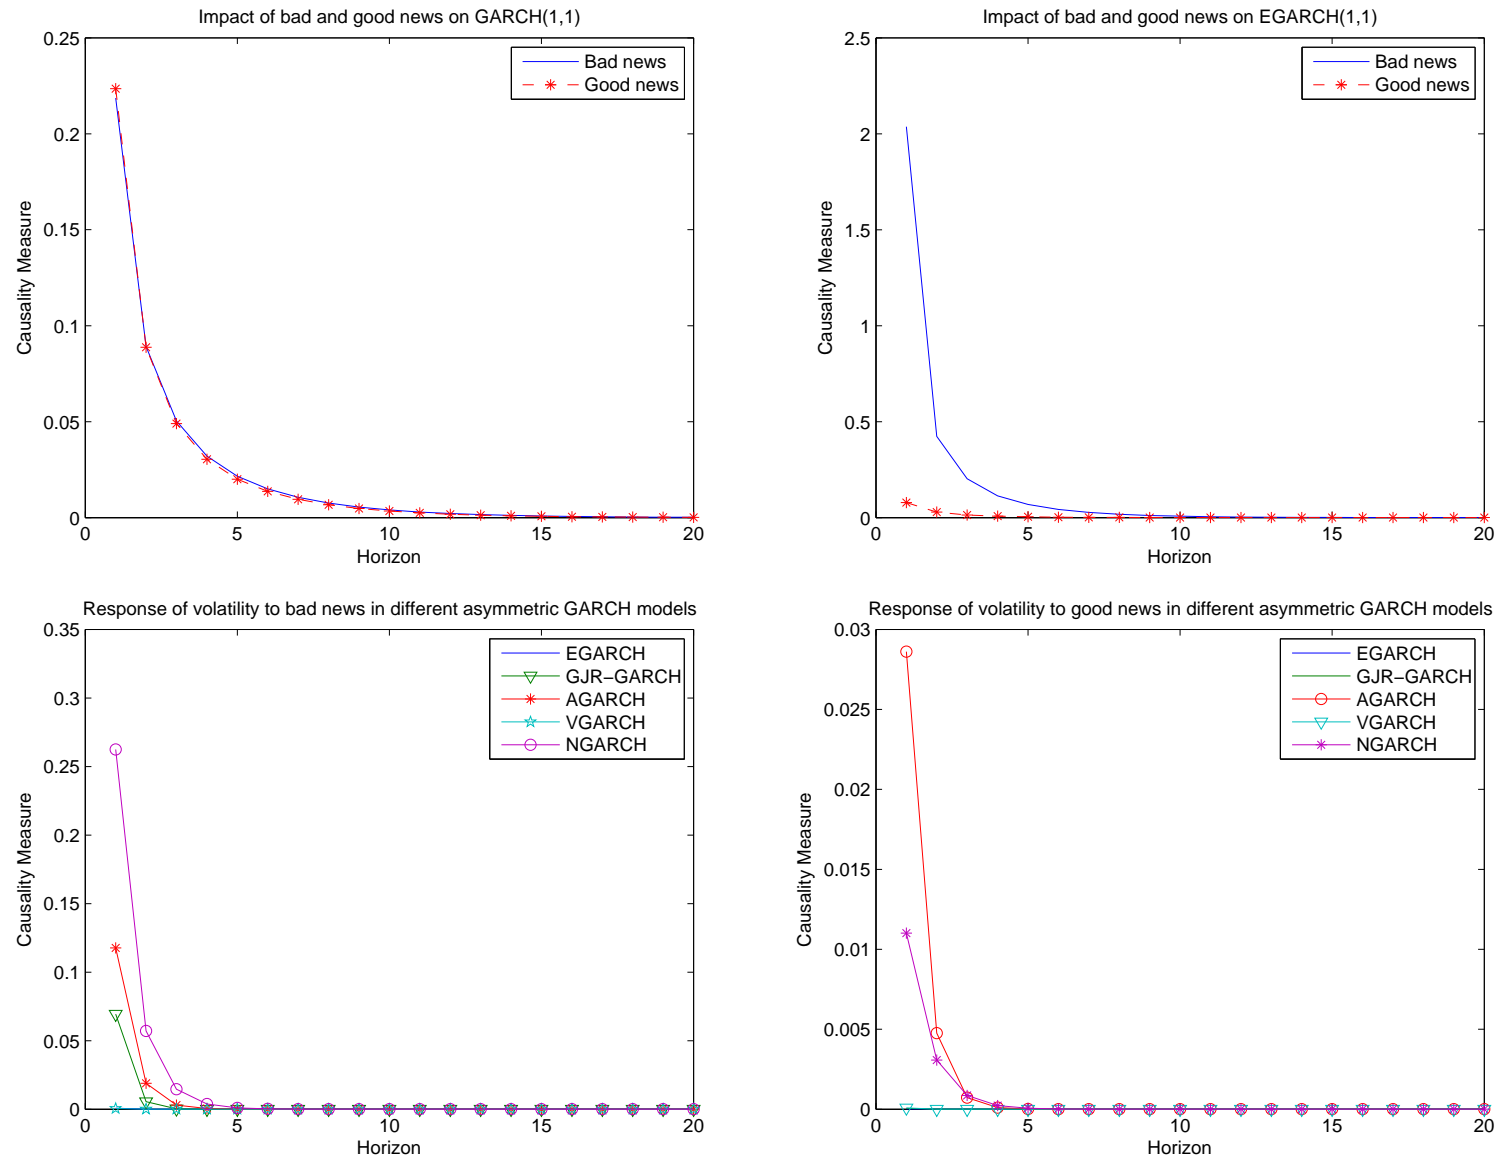 Impact of bad and good news on GARCH(1,1)
0.25
0.2
0.15
0.1
0.05
0
Causality Measure
Bad news
Good news
0 5 10 15 20
Horizon
Impact of bad and good news on EGARCH(1,1)
2.5
2
1.5
1
0.5
0
Causality Measure
Bad news
Good news
0 5 10 15 20
Horizon
Response of volatility to bad news in different asymmetric GARCH models
0.35
0.3
0.25
0.2
0.15
0.1
0.05
0
Causality Measure
EGARCH
GJR−GARCH
AGARCH
VGARCH
NGARCH
0 5 10 15 20
Horizon
Response of volatility to good news in different asymmetric GARCH models
0.03
0.025
0.02
0.015
0.01
0.005
0
Causality Measure
EGARCH
GJR−GARCH
AGARCH
VGARCH
NGARCH
0 5 10 15 20
Horizon